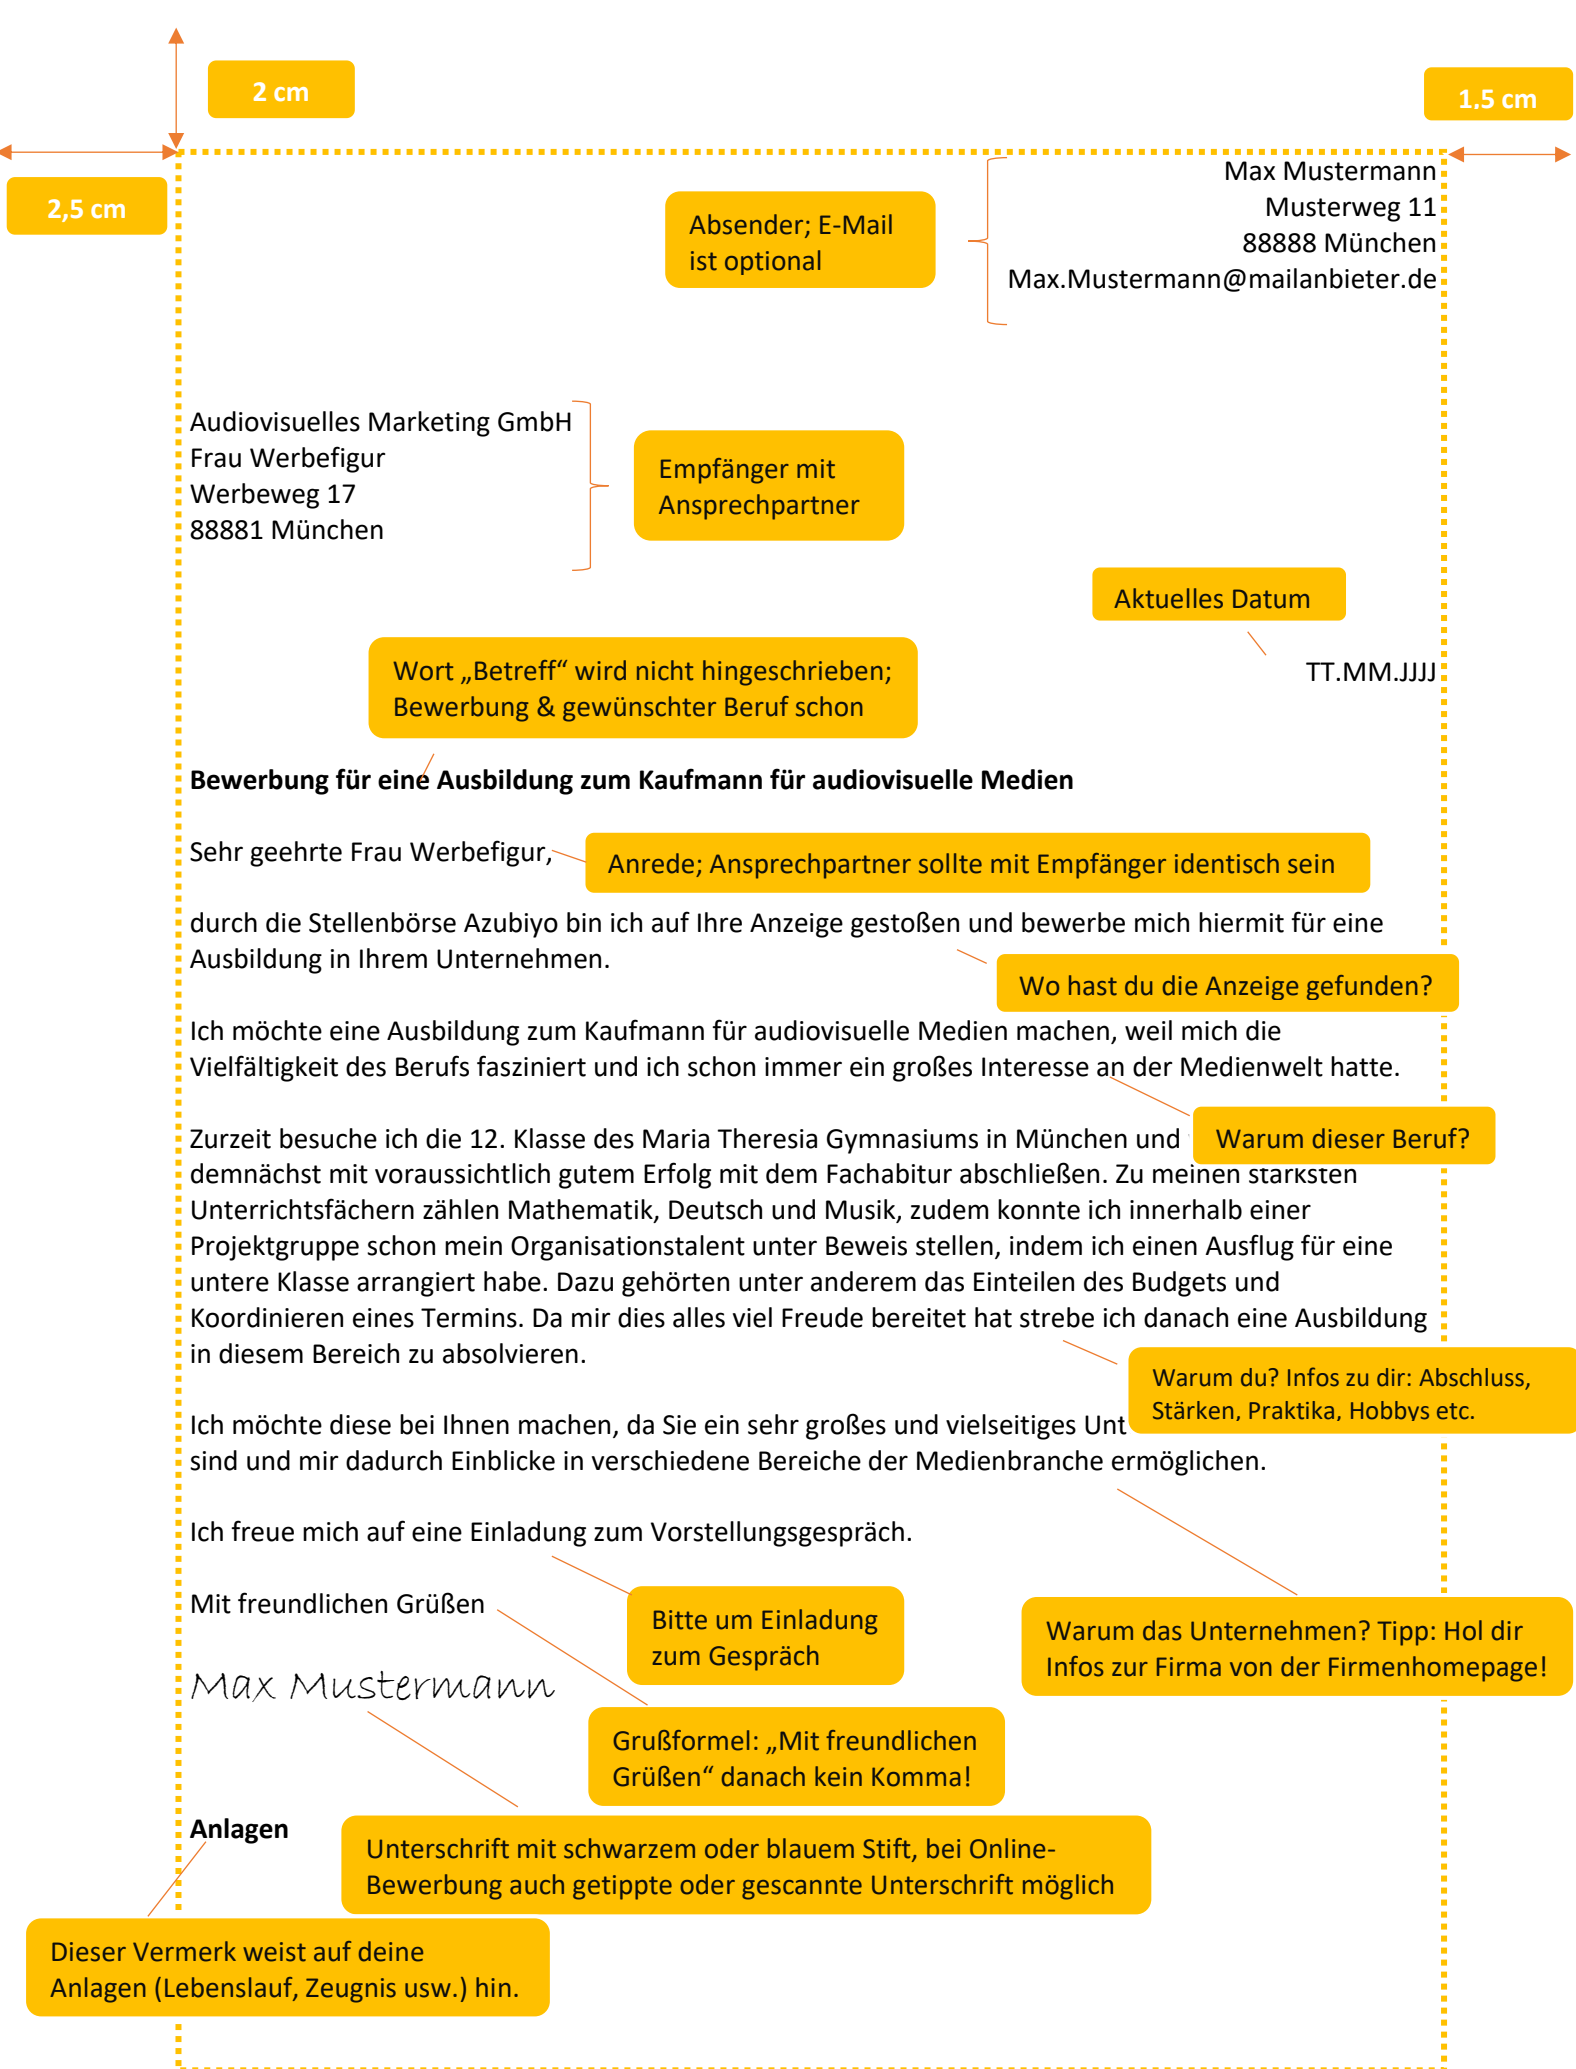 2 cm
1,5 cm
2,5 cm
Max Mustermann
Musterweg 11
88888 München
Max.Mustermann@mailanbieter.de
Absender; E-Mail
ist optional
Audiovisuelles Marketing GmbH
Frau Werbefigur
Werbeweg 17
88881 München
Empfänger mit
Ansprechpartner
Aktuelles Datum
TT.MM.JJJJ
Wort „Betreff“ wird nicht hingeschrieben;
Bewerbung & gewünschter Beruf schon
Bewerbung für eine Ausbildung zum Kaufmann für audiovisuelle Medien
Sehr geehrte Frau Werbefigur,
Anrede; Ansprechpartner sollte mit Empfänger identisch sein
durch die Stellenbörse Azubiyo bin ich auf Ihre Anzeige gestoßen und bewerbe mich hiermit für eine
Ausbildung in Ihrem Unternehmen.
Wo hast du die Anzeige gefunden?
Ich möchte eine Ausbildung zum Kaufmann für audiovisuelle Medien machen, weil mich die
Vielfältigkeit des Berufs fasziniert und ich schon immer ein großes Interesse an der Medienwelt hatte.
Zurzeit besuche ich die 12. Klasse des Maria Theresia Gymnasiums in München und
Warum dieser Beruf?
demnächst mit voraussichtlich gutem Erfolg mit dem Fachabitur abschließen. Zu meinen stärksten
Unterrichtsfächern zählen Mathematik, Deutsch und Musik, zudem konnte ich innerhalb einer
Projektgruppe schon mein Organisationstalent unter Beweis stellen, indem ich einen Ausflug für eine
untere Klasse arrangiert habe. Dazu gehörten unter anderem das Einteilen des Budgets und
Koordinieren eines Termins. Da mir dies alles viel Freude bereitet hat strebe ich danach eine Ausbildung
in diesem Bereich zu absolvieren.
Warum du? Infos zu dir: Abschluss,
Stärken, Praktika, Hobbys etc.
Ich möchte diese bei Ihnen machen, da Sie ein sehr großes und vielseitiges Unt
sind und mir dadurch Einblicke in verschiedene Bereiche der Medienbranche ermöglichen.
Ich freue mich auf eine Einladung zum Vorstellungsgespräch.
Mit freundlichen Grüßen
Bitte um Einladung
zum Gespräch
Warum das Unternehmen? Tipp: Hol dir
Infos zur Firma von der Firmenhomepage!
Max Mustermann
Grußformel: „Mit freundlichen
Grüßen“ danach kein Komma!
Anlagen
Unterschrift mit schwarzem oder blauem Stift, bei Online-
Bewerbung auch getippte oder gescannte Unterschrift möglich
Dieser Vermerk weist auf deine
Anlagen (Lebenslauf, Zeugnis usw.) hin.